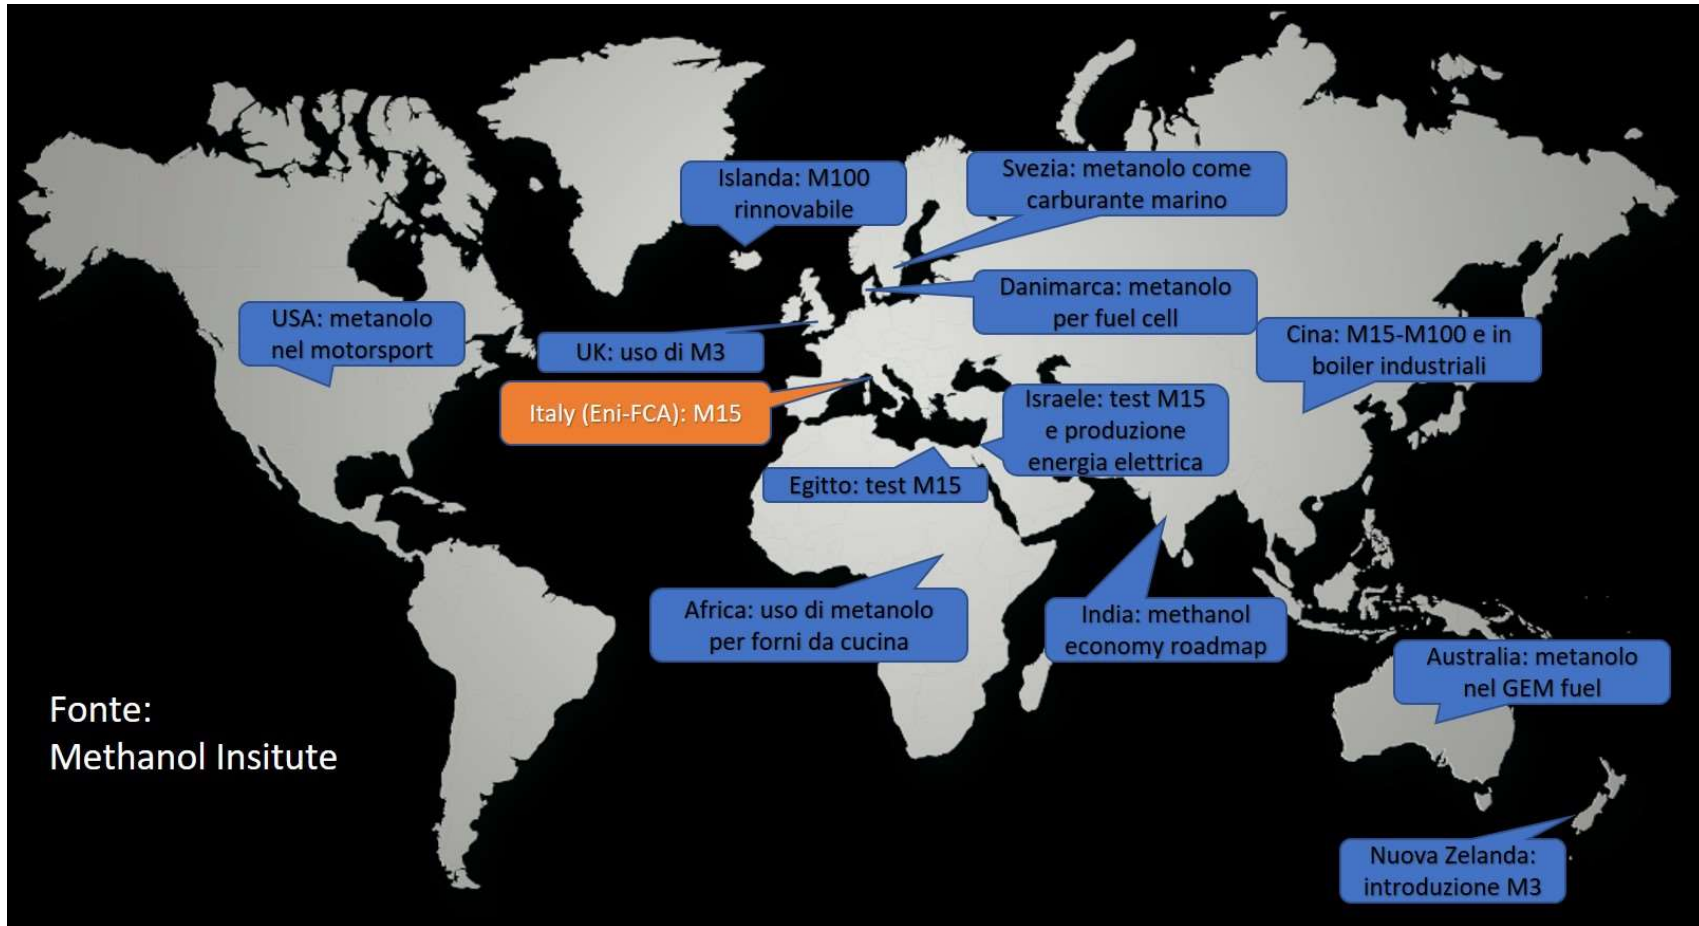 Islanda: M100
rinnovabile
Svezia: metanolo come
carburante marino
USA: metanolo
nel motorsport
UK: uso di M3
Danimarca: metanolo
per fuel cell
Cina: M15-M100 e in
boiler industriali
Italy (Eni-FCA): M15
Israele: test M15
e produzione
energia elettrica
Egitto: test M15
Africa: uso di metanolo
per forni da cucina
India: methanol
economy roadmap
Australia: metanolo
nel GEM fuel
Fonte:
Methanol Insitute
Nuova Zelanda:
introduzione M3